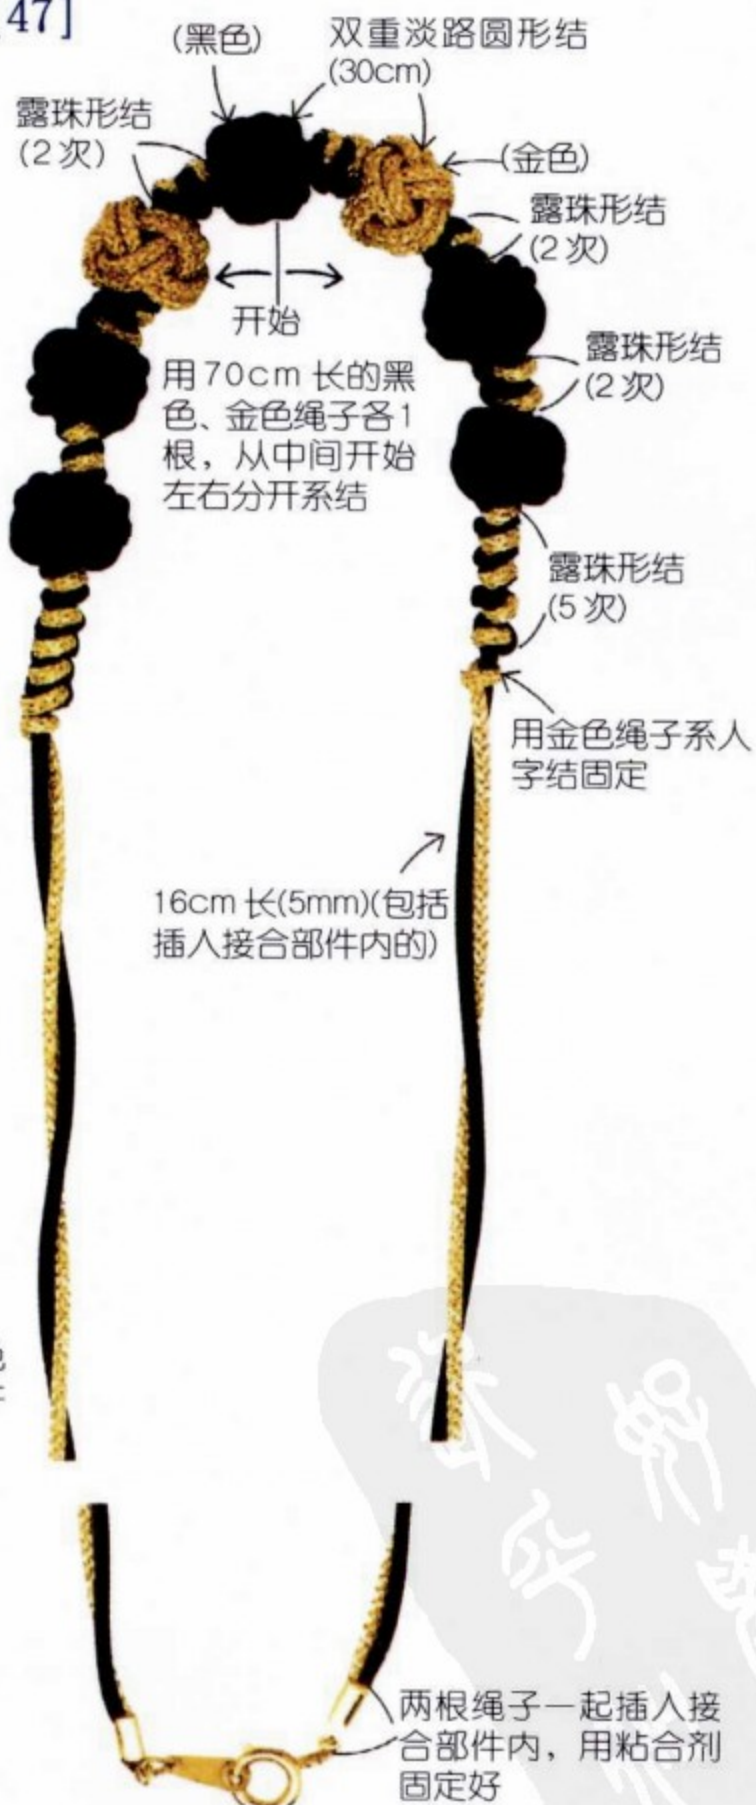 47]
(黑色)
双重淡路圆形结
(30cm)
露珠形结
(2次)
(金色)
露珠形结
(2次)
开始
露珠形结
(2次)
用70cm 长的黑
色、金色绳子各1
根，从中间开始
左右分开系结
露珠形结
(5次)
用金色绳子系人
字结固定
16cm 长(5mm)(包括
插入接合部件内的)
两根绳子一起插入接
合部件内，用粘合剂
固定好